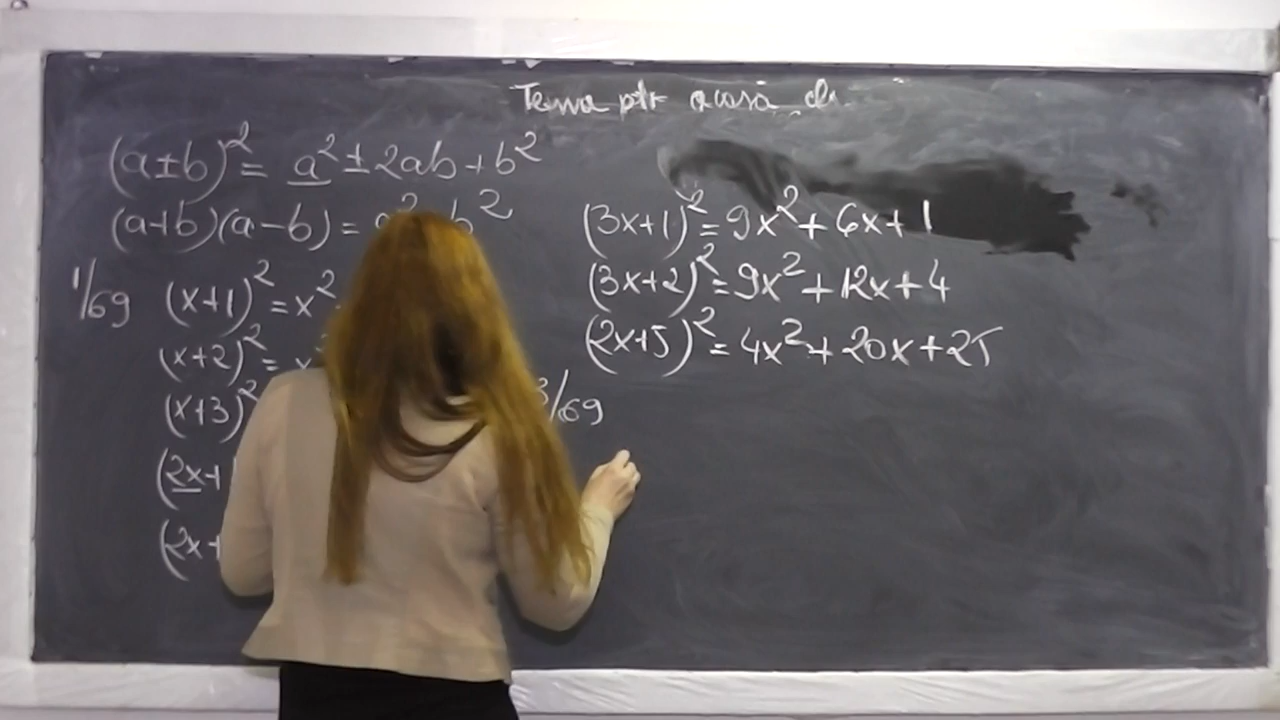 Tema ptr acasă de
(a±b)² = a² ± 2ab + b²
(a+b)(a-b) = a² b²
1/69 (x+1)² = x²
(x+2)² = x
(x+3)²
(2x+
(2x+
(3x+1)² = 9x² + 6x + 1
(3x+2)² = 9x² + 12x + 4
(2x+5)² = 4x² + 20x + 25
3/69